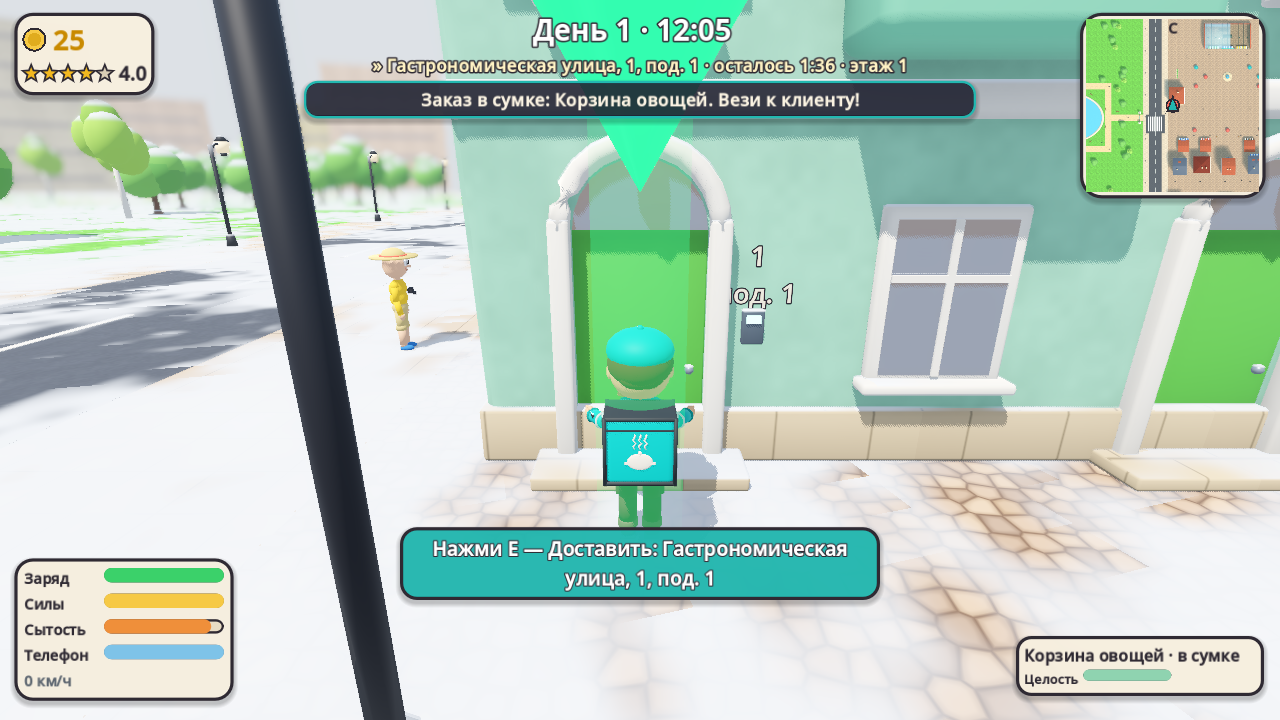 25
4.0
День 1 · 12:05
» Гастрономическая улица, 1, под. 1 · осталось 1:36 · этаж 1
Заказ в сумке: Корзина овощей. Вези к клиенту!
С
1
под. 1
Нажми E — Доставить: Гастрономическая
улица, 1, под. 1
Заряд
Силы
Сытость
Телефон
0 км/ч
Корзина овощей · в сумке
Целость